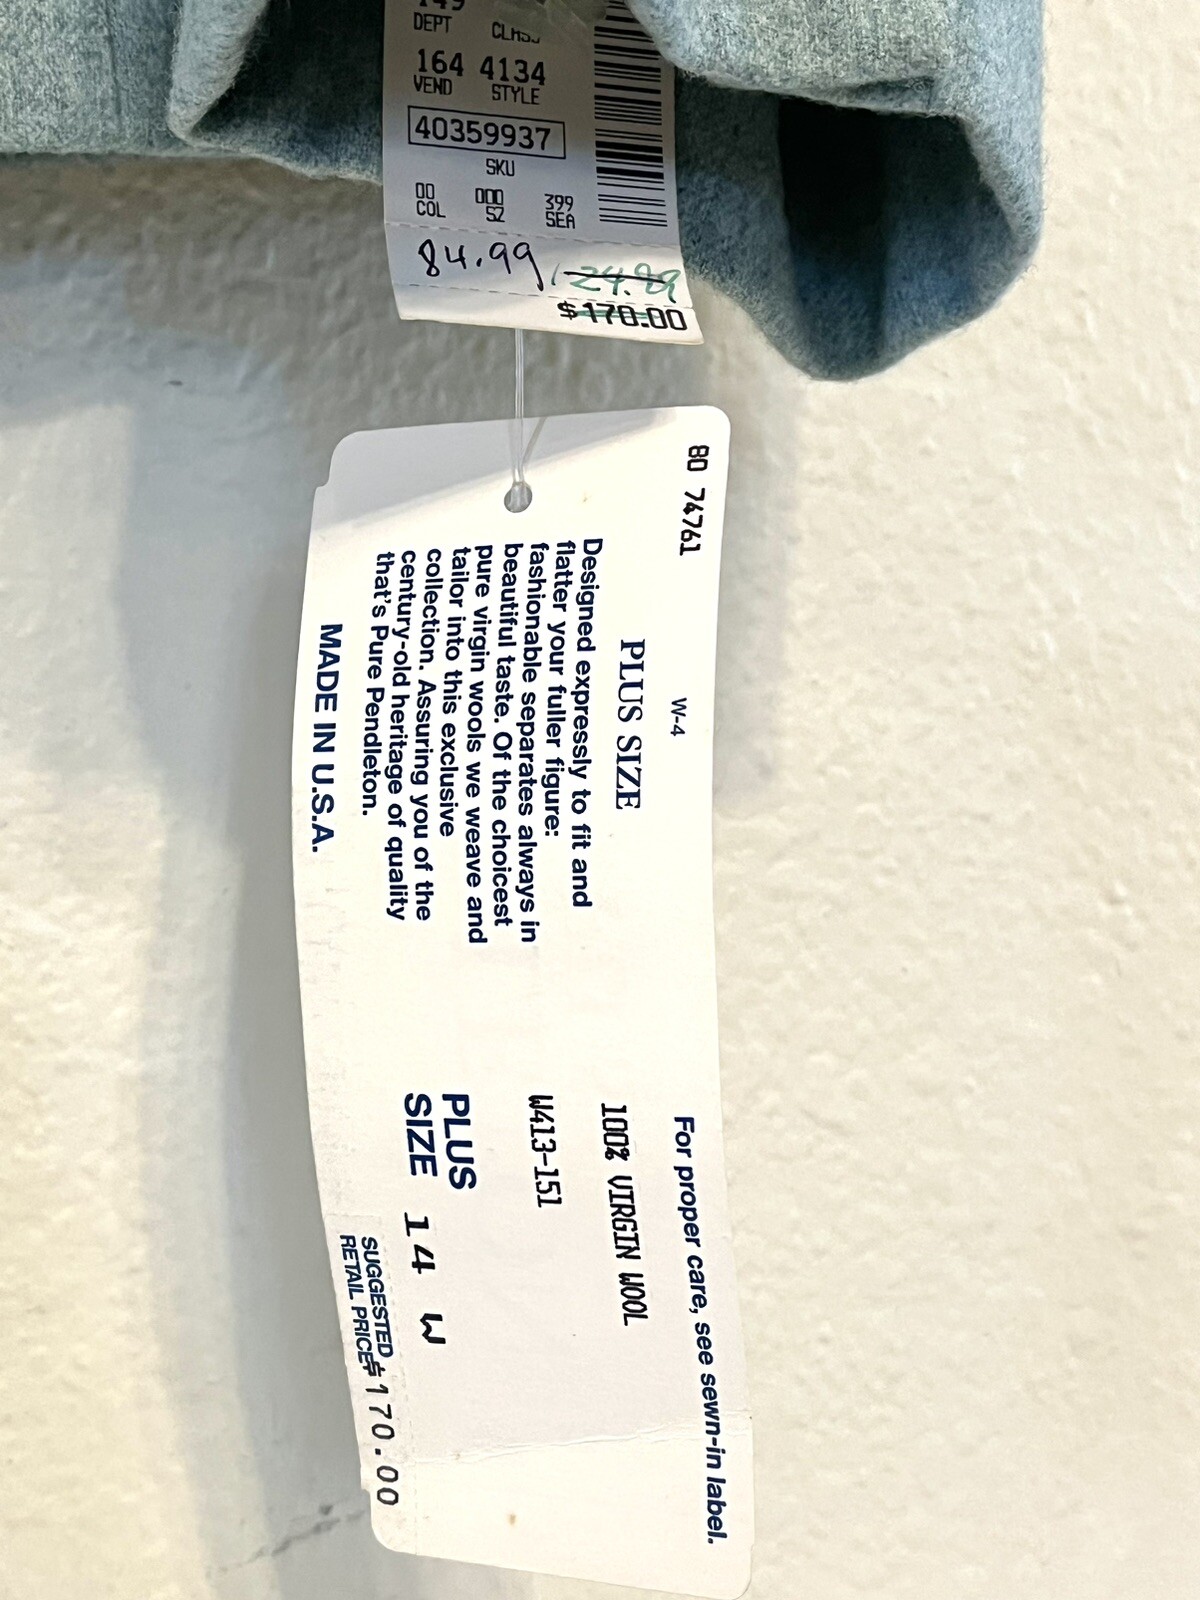 149
DEPT CLASS
164 4134
VEND STYLE
40359937
SKU
00 000 399
COL SZ SEA
84.99 124.99
$170.00
80 74761
W-4
PLUS SIZE
Designed expressly to fit and
flatter your fuller figure:
fashionable separates always in
beautiful taste. Of the choicest
pure virgin wools we weave and
tailor into this exclusive
collection. Assuring you of the
century-old heritage of quality
that's Pure Pendleton.
MADE IN U.S.A.
For proper care, see sewn-in label.
100% VIRGIN WOOL
W413-151
PLUS
SIZE 14 W
SUGGESTED
RETAIL PRICE $170.00